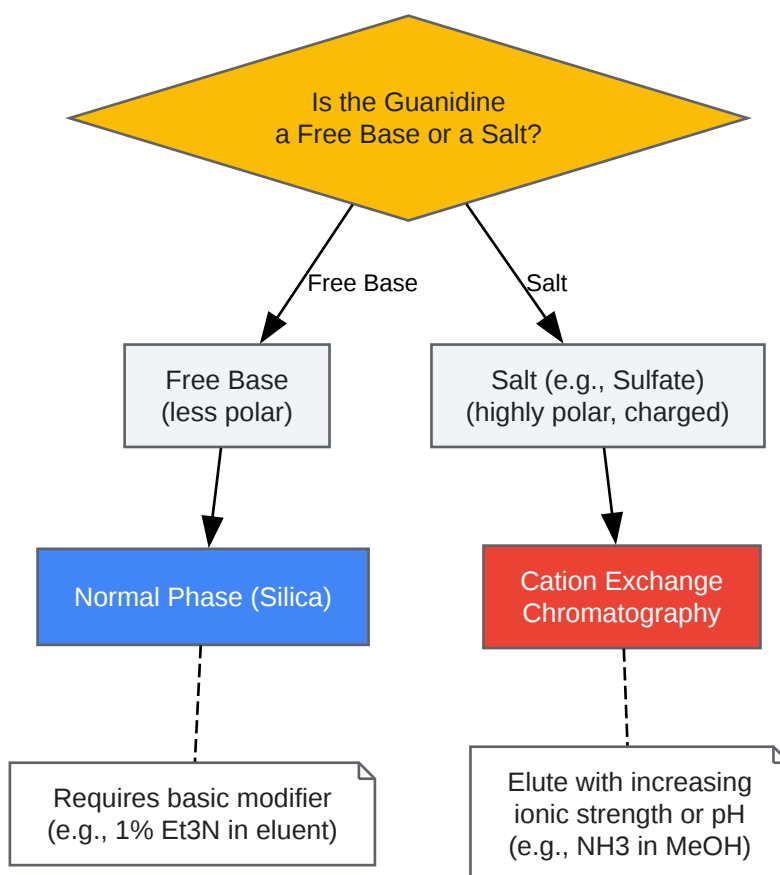 Is the Guanidine
a Free Base or a Salt?
Free Base
Salt
Free Base
(less polar)
Salt (e.g., Sulfate)
(highly polar, charged)
Normal Phase (Silica)
Cation Exchange
Chromatography
Requires basic modifier
(e.g., 1% Et3N in eluent)
Elute with increasing
ionic strength or pH
(e.g., NH3 in MeOH)